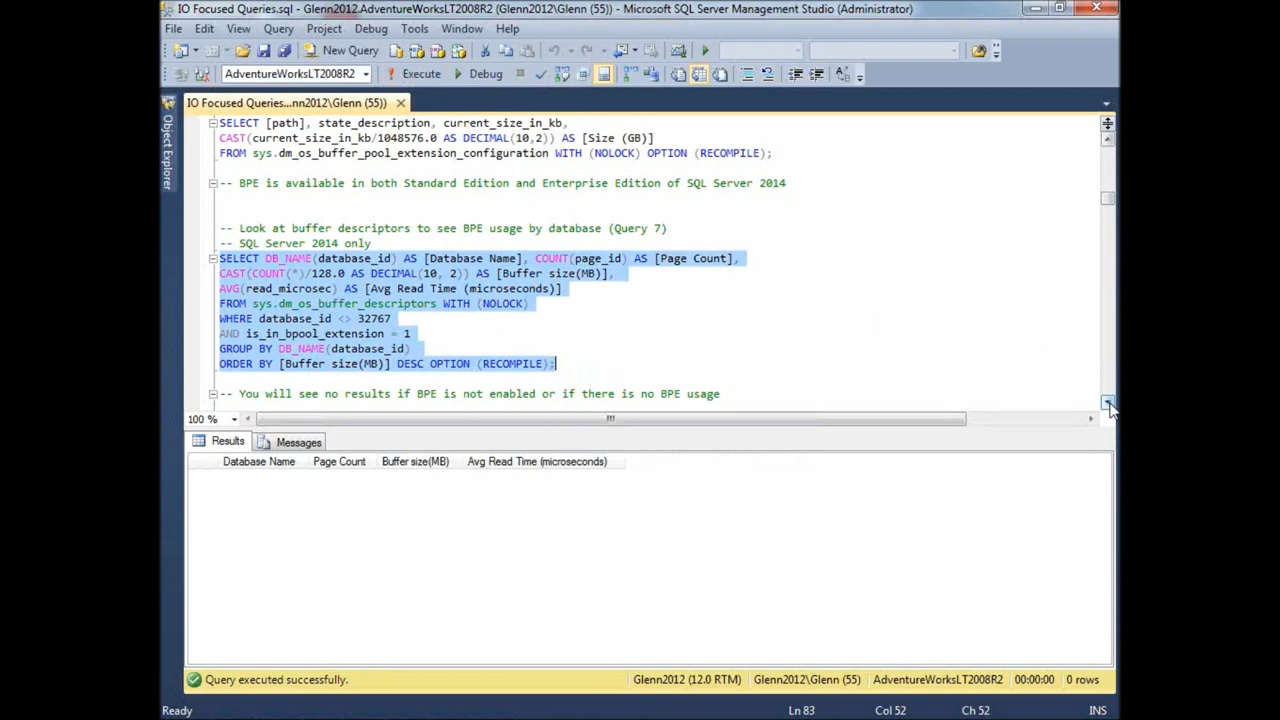 IO Focused Queries.sql - Glenn2012.AdventureWorksLT2008R2 (Glenn2012\Glenn (55)) - Microsoft SQL Server Management Studio (Administrator)
File Edit View Query Project Debug Tools Window Help
New Query
AdventureWorksLT2008R2 Execute Debug
IO Focused Queries...nn2012\Glenn (55))
Object Explorer
SELECT [path], state_description, current_size_in_kb,
CAST(current_size_in_kb/1048576.0 AS DECIMAL(10,2)) AS [Size (GB)]
FROM sys.dm_os_buffer_pool_extension_configuration WITH (NOLOCK) OPTION (RECOMPILE);
-- BPE is available in both Standard Edition and Enterprise Edition of SQL Server 2014
-- Look at buffer descriptors to see BPE usage by database (Query 7)
-- SQL Server 2014 only
SELECT DB_NAME(database_id) AS [Database Name], COUNT(page_id) AS [Page Count],
CAST(COUNT(*)/128.0 AS DECIMAL(10, 2)) AS [Buffer size(MB)],
AVG(read_microsec) AS [Avg Read Time (microseconds)]
FROM sys.dm_os_buffer_descriptors WITH (NOLOCK)
WHERE database_id <> 32767
AND is_in_bpool_extension = 1
GROUP BY DB_NAME(database_id)
ORDER BY [Buffer size(MB)] DESC OPTION (RECOMPILE);
-- You will see no results if BPE is not enabled or if there is no BPE usage
100 %
Results Messages
Database Name Page Count Buffer size(MB) Avg Read Time (microseconds)
Query executed successfully. Glenn2012 (12.0 RTM) Glenn2012\Glenn (55) AdventureWorksLT2008R2 00:00:00 0 rows
Ready Ln 83 Col 52 Ch 52 INS